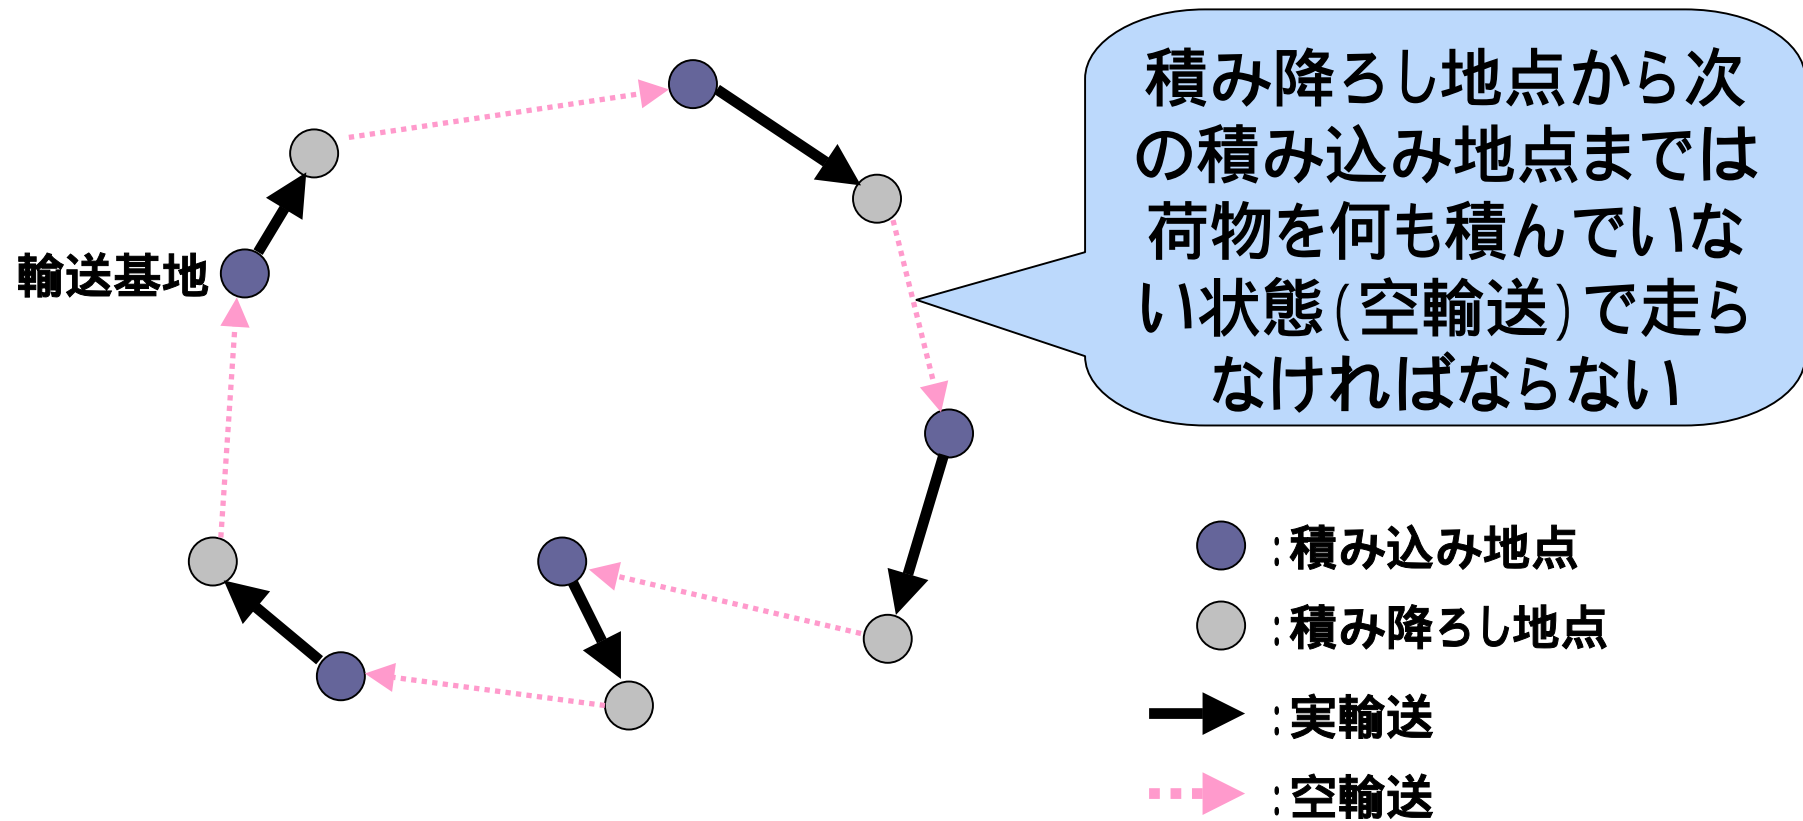 積み降ろし地点から次
の積み込み地点までは
荷物を何も積んでいな
い状態(空輸送)で走ら
なければならない
輸送基地
:積み込み地点
:積み降ろし地点
:実輸送
:空輸送